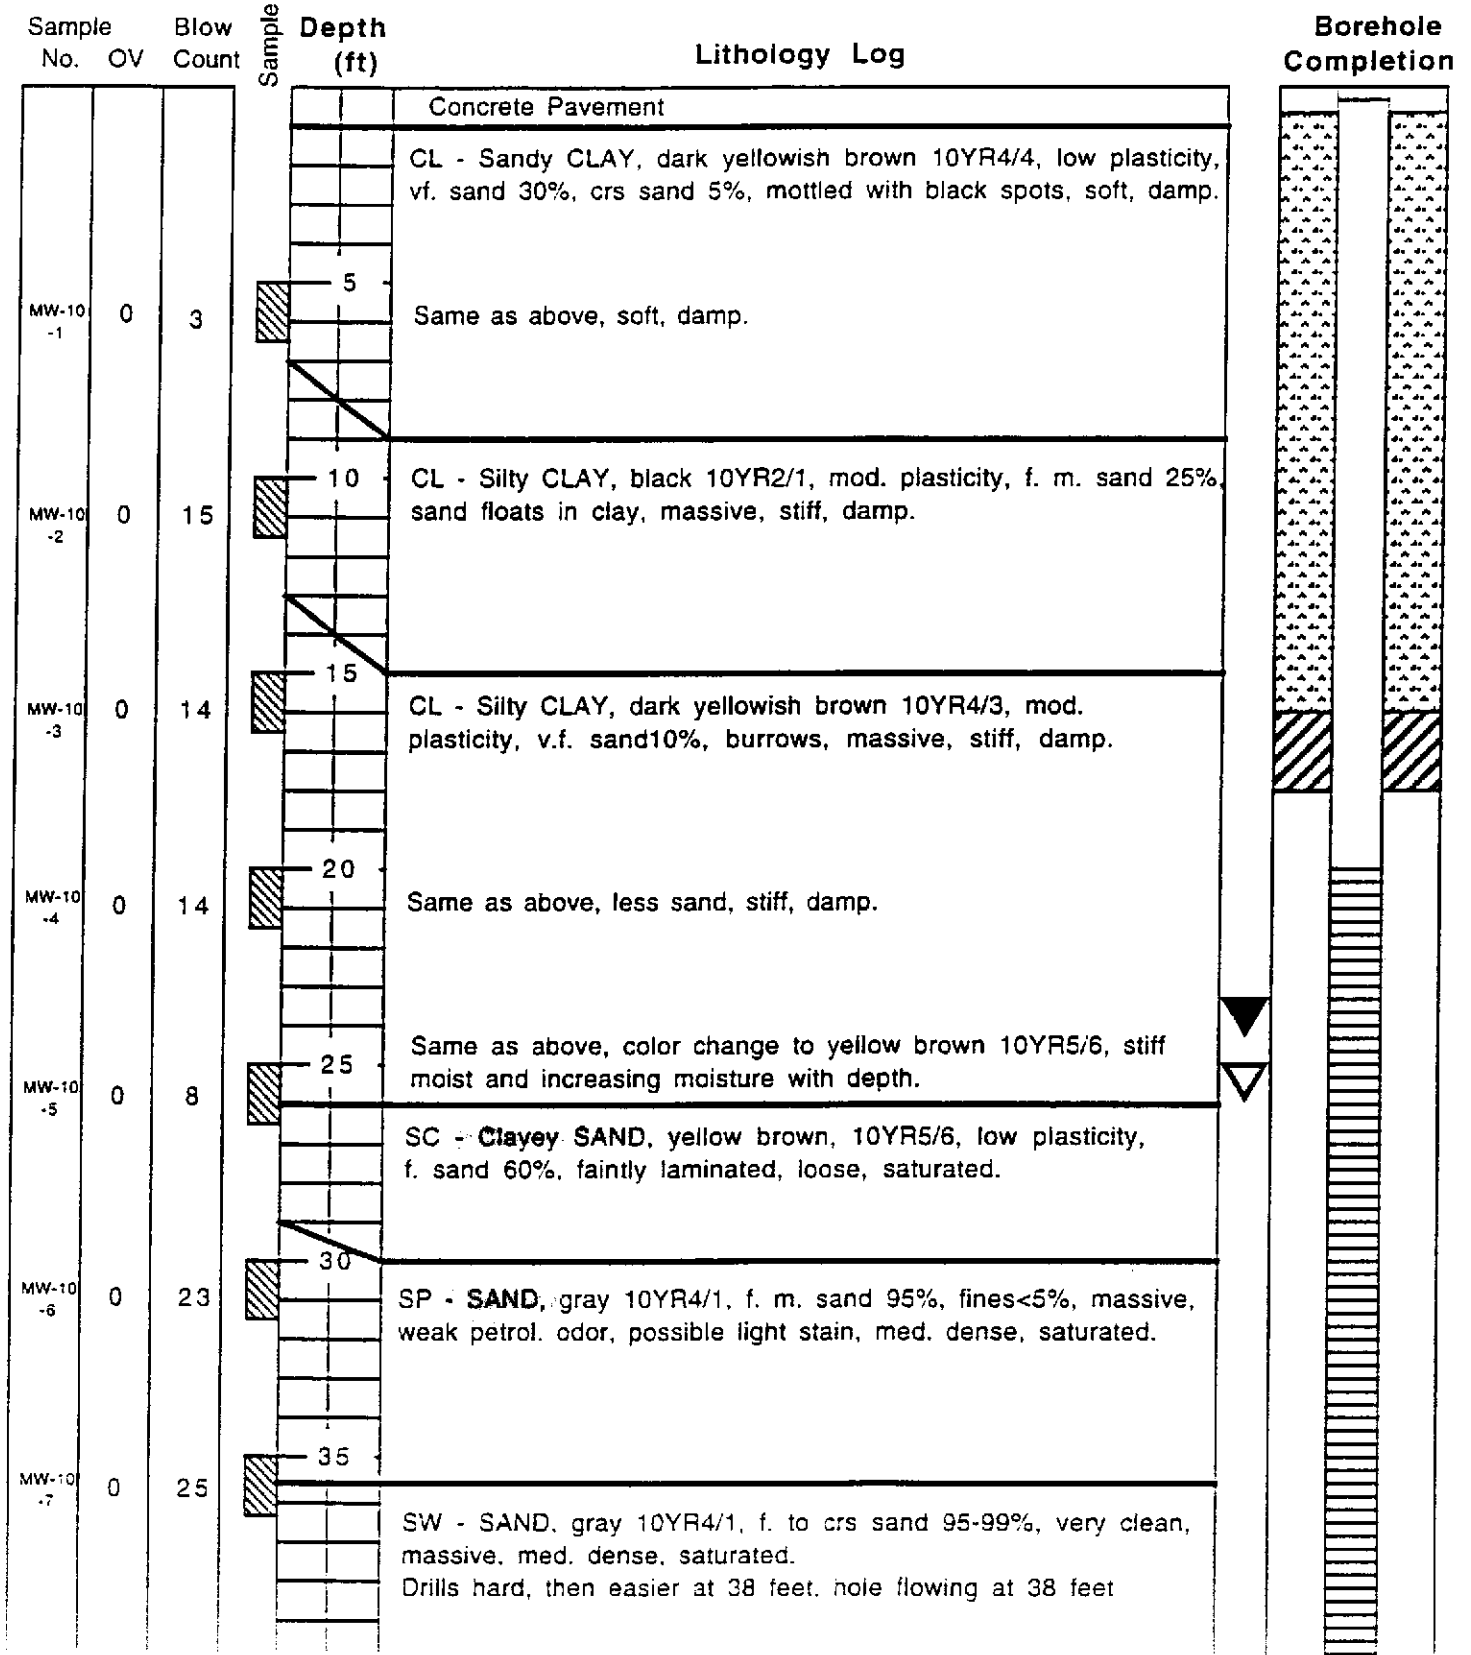 Sample
No.
OV
Blow
Count
Sample
Depth
(ft)
Lithology Log
Borehole
Completion
Concrete Pavement
CL - Sandy CLAY, dark yellowish brown 10YR4/4, low plasticity,
vf. sand 30%, crs sand 5%, mottled with black spots, soft, damp.
5
MW-10
-1
0
3
Same as above, soft, damp.
10
CL - Silty CLAY, black 10YR2/1, mod. plasticity, f. m. sand 25%,
sand floats in clay, massive, stiff, damp.
MW-10
-2
0
15
15
CL - Silty CLAY, dark yellowish brown 10YR4/3, mod.
plasticity, v.f. sand10%, burrows, massive, stiff, damp.
MW-10
-3
0
14
20
MW-10
-4
0
14
Same as above, less sand, stiff, damp.
Same as above, color change to yellow brown 10YR5/6, stiff
moist and increasing moisture with depth.
25
MW-10
-5
0
8
SC - Clayey SAND, yellow brown, 10YR5/6, low plasticity,
f. sand 60%, faintly laminated, loose, saturated.
30
MW-10
-6
0
23
SP - SAND, gray 10YR4/1, f. m. sand 95%, fines<5%, massive,
weak petrol. odor, possible light stain, med. dense, saturated.
35
MW-10
-7
0
25
SW - SAND, gray 10YR4/1, f. to crs sand 95-99%, very clean,
massive, med. dense, saturated.
Drills hard, then easier at 38 feet. hole flowing at 38 feet